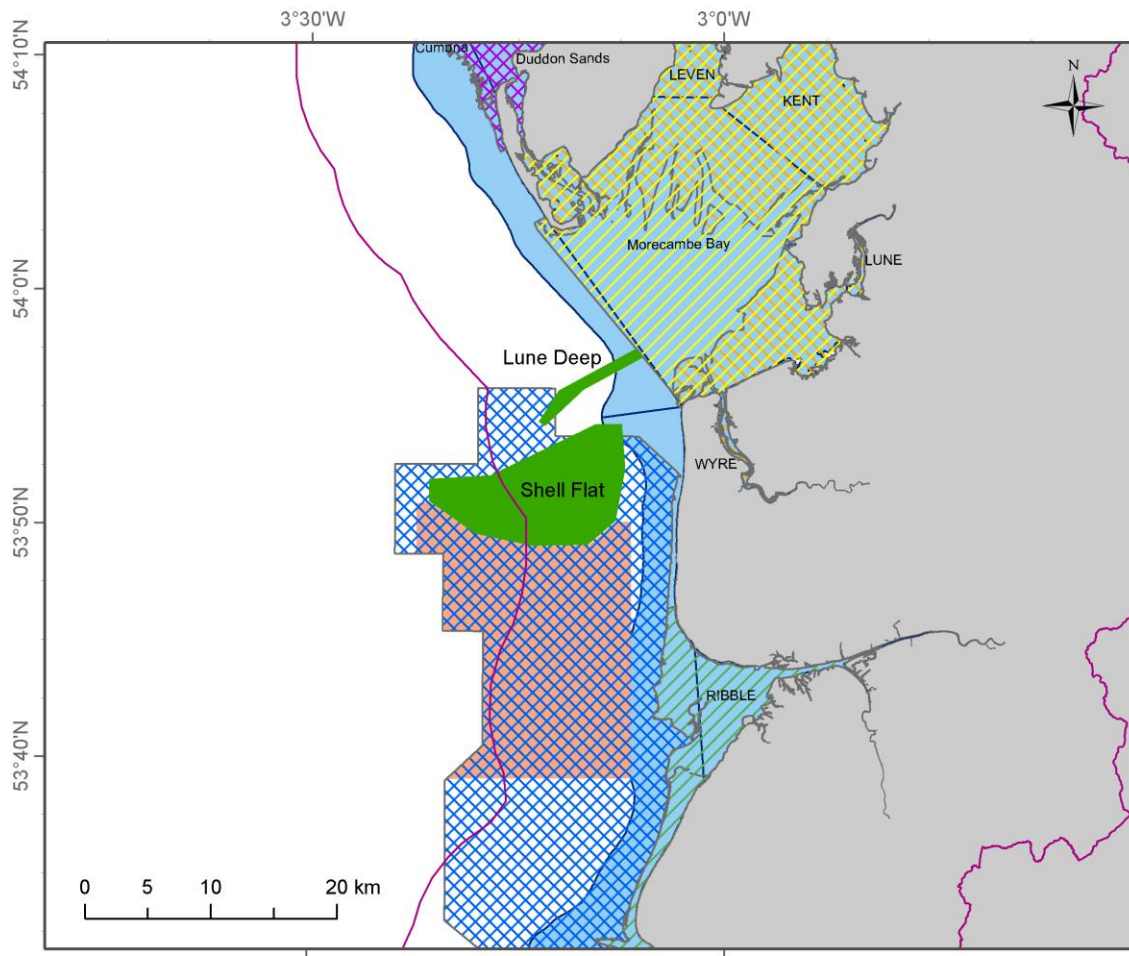 3°30'W
3°0'W
54°10'N
Cumbria
Duddon Sands
LEVEN
KENT
N
Morecambe Bay
LUNE
54°0'N
Lune Deep
WYRE
Shell Flat
53°50'N
RIBBLE
53°40'N
0 5 10 20 km